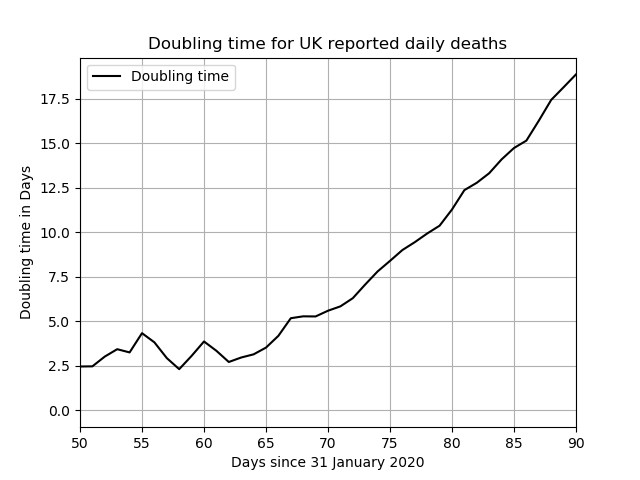 Doubling time for UK reported daily deaths
Doubling time
17.5
15.0
12.5
10.0
7.5
5.0
2.5
0.0
Doubling time in Days
50 55 60 65 70 75 80 85 90
Days since 31 January 2020